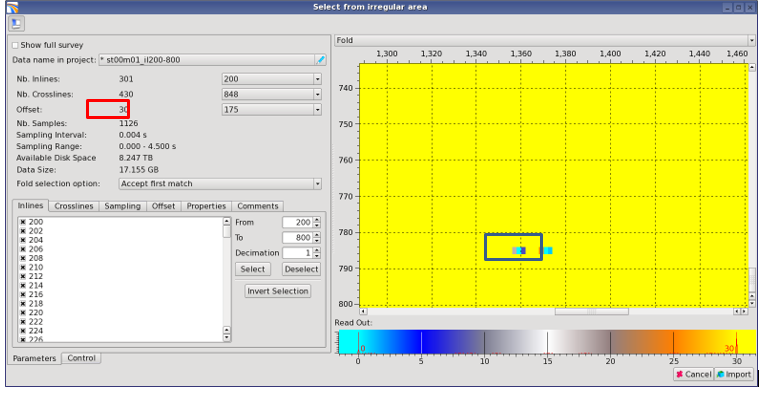 Select from irregular area
Show full survey
Data name in project: * st00m01_il200-800
Nb. Inlines: 301 200
Nb. Crosslines: 430 848
Offset: 30 175
Nb. Samples: 1126
Sampling Interval: 0.004 s
Sampling Range: 0.000 - 4.500 s
Available Disk Space 8.247 TB
Data Size: 17.155 GB
Fold selection option: Accept first match
Inlines Crosslines Sampling Offset Properties Comments
200
202
204
206
208
210
212
214
216
218
220
222
224
226
From 200
To 800
Decimation 1
Select Deselect
Invert Selection
Parameters Control
Fold
1,300 1,320 1,340 1,360 1,380 1,400 1,420 1,440 1,460
740
750
760
770
780
790
800
Read Out:
0 30
0 5 10 15 20 25 30
Cancel Import